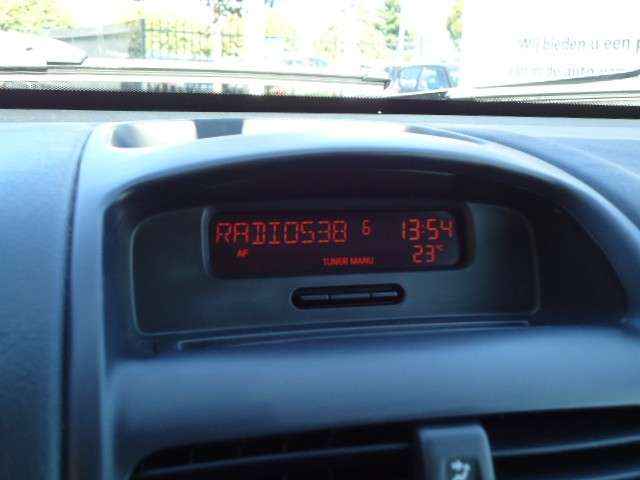 Wij bieden u een
RADIO538 6 13:54
AF TUNER MANU 23°C